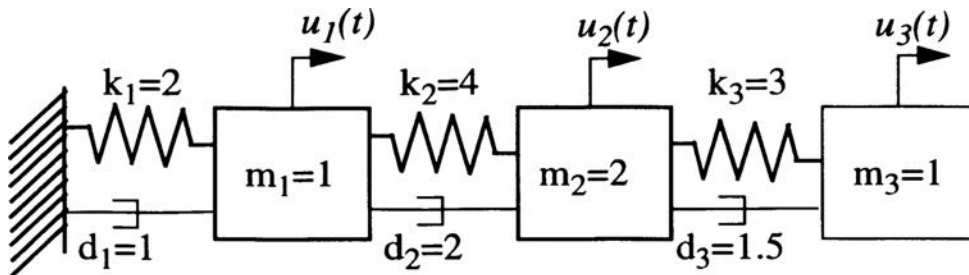 u₁(t) u₂(t) u₃(t)
k₁=2 k₂=4 k₃=3
m₁=1 m₂=2 m₃=1
d₁=1 d₂=2 d₃=1.5